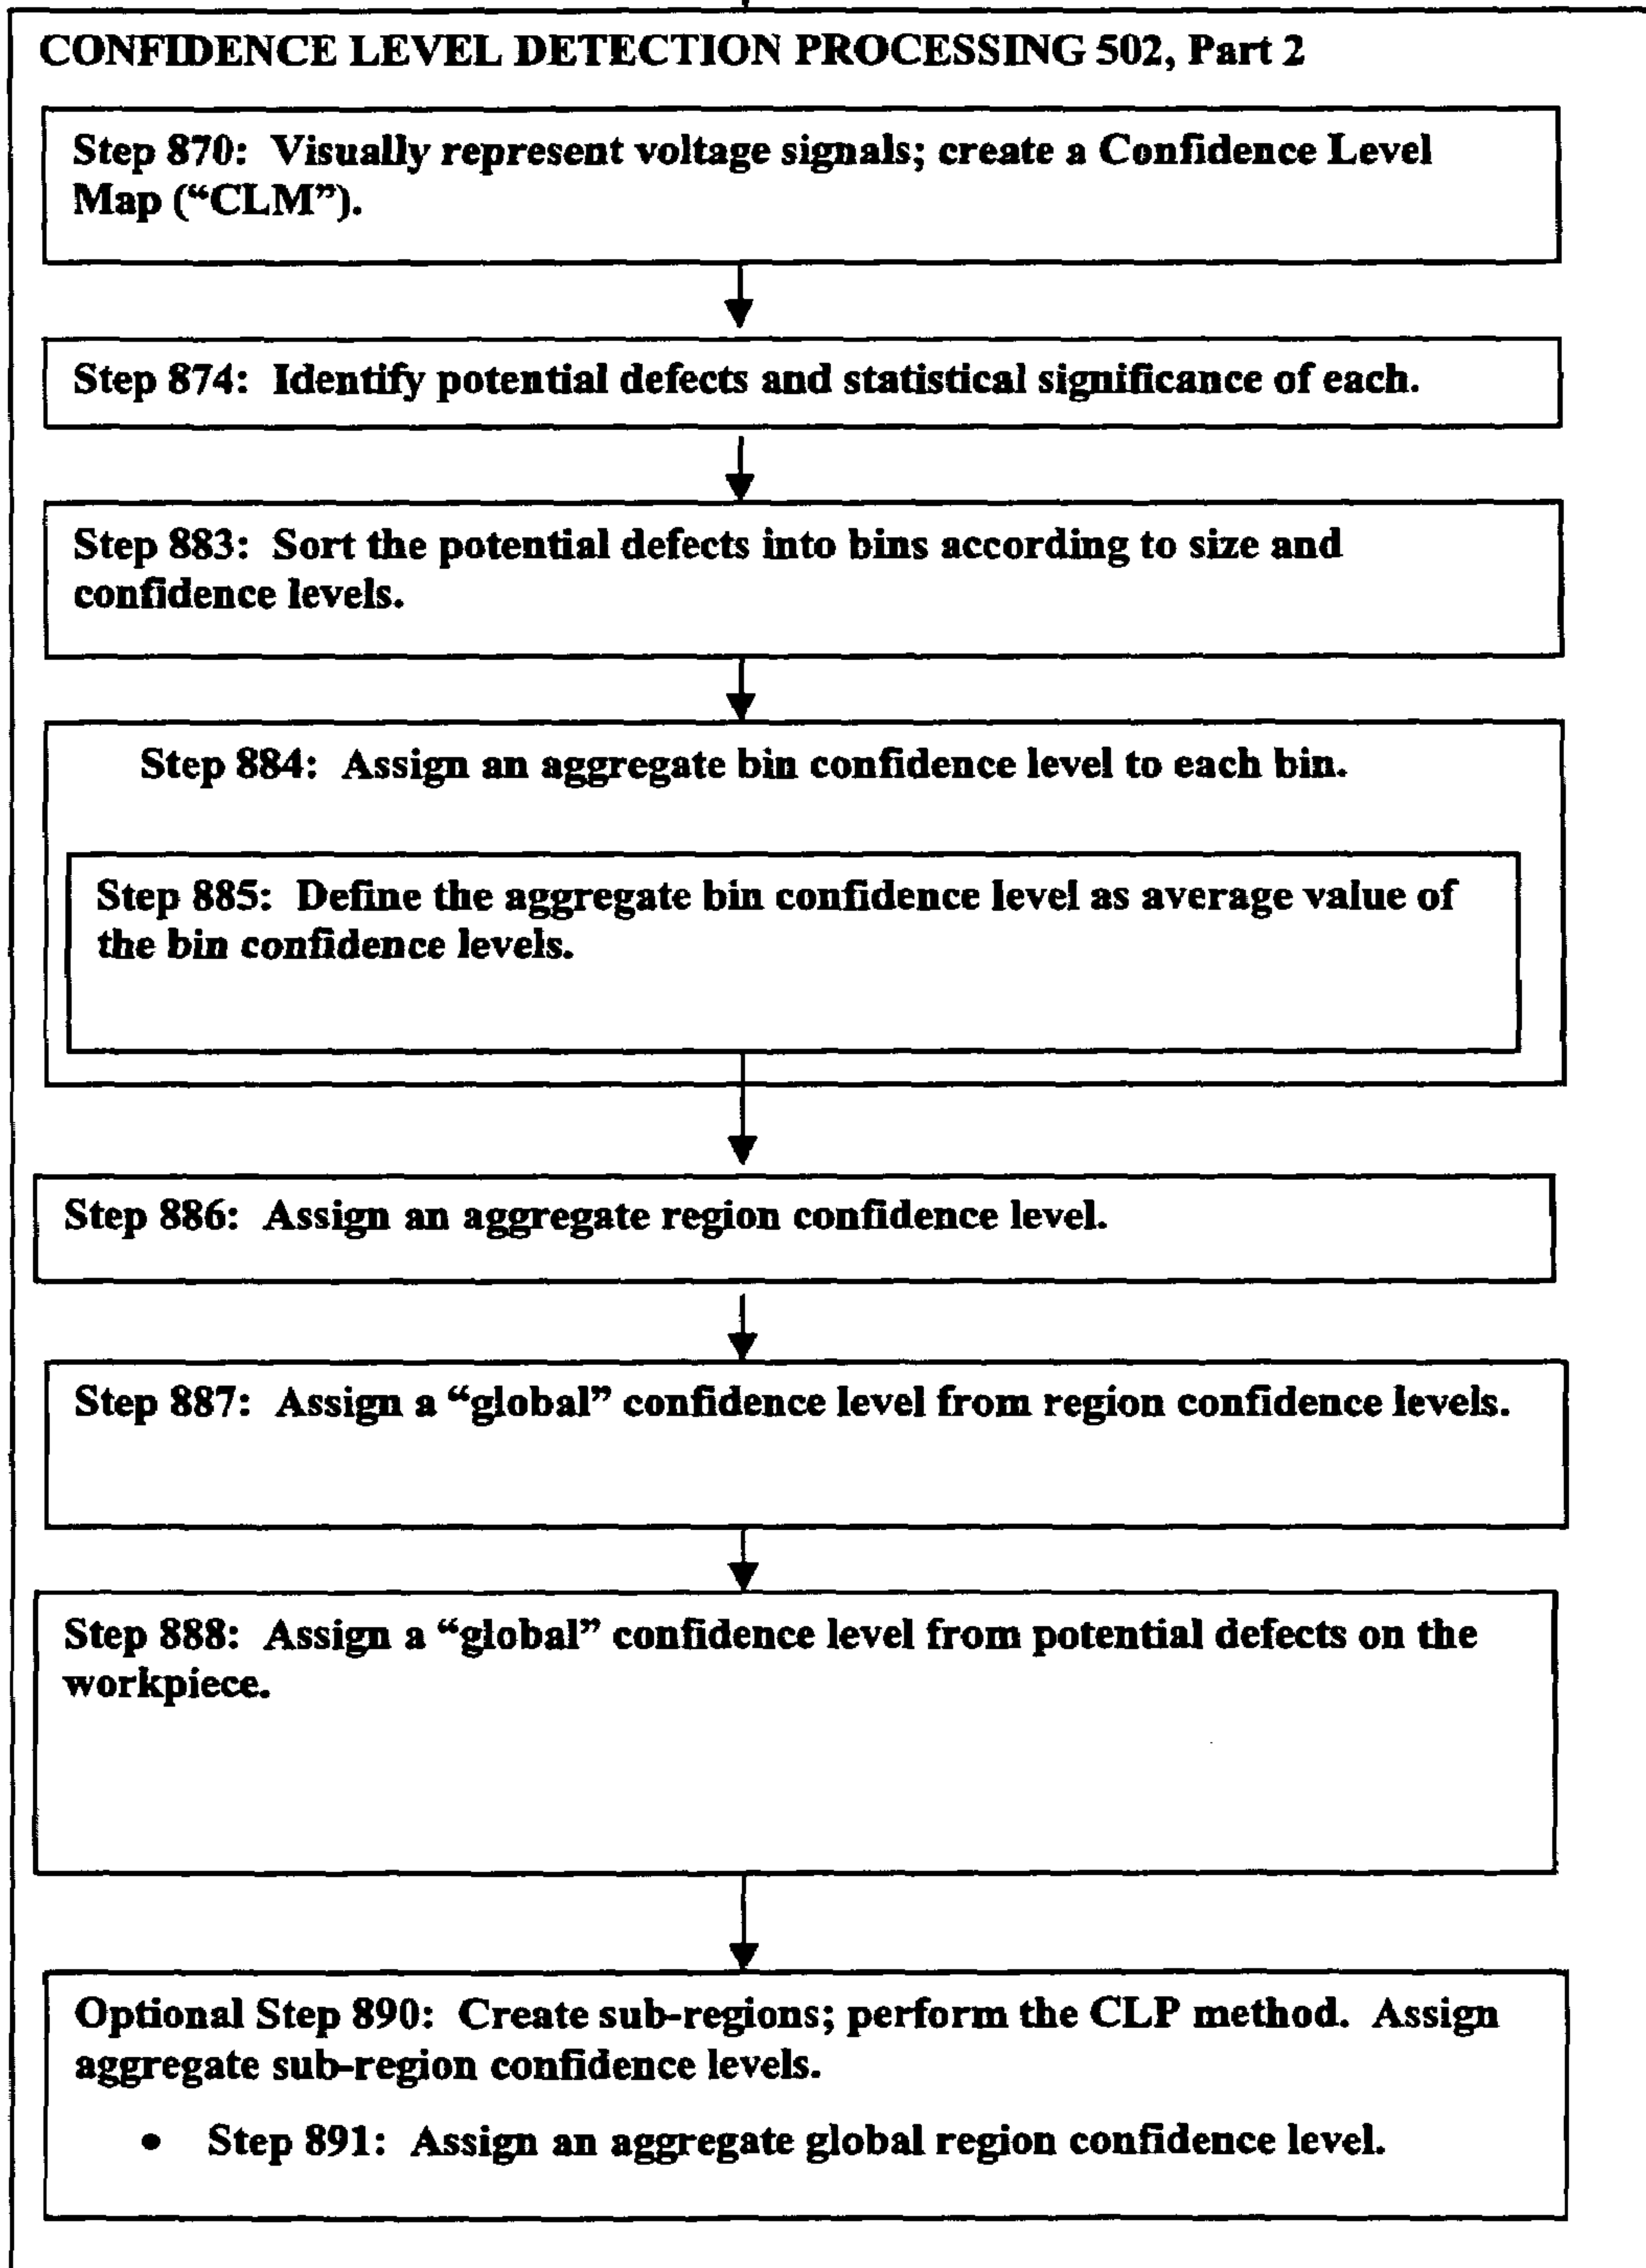 CONFIDENCE LEVEL DETECTION PROCESSING 502, Part 2
Step 870: Visually represent voltage signals; create a Confidence Level
Map (“CLM”).
Step 874: Identify potential defects and statistical significance of each.
Step 883: Sort the potential defects into bins according to size and
confidence levels.
Step 884: Assign an aggregate bin confidence level to each bin.
Step 885: Define the aggregate bin confidence level as average value of
the bin confidence levels.
Step 886: Assign an aggregate region confidence level.
Step 887: Assign a “global” confidence level from region confidence levels.
Step 888: Assign a “global” confidence level from potential defects on the
workpiece.
Optional Step 890: Create sub-regions; perform the CLP method. Assign
aggregate sub-region confidence levels.
• Step 891: Assign an aggregate global region confidence level.